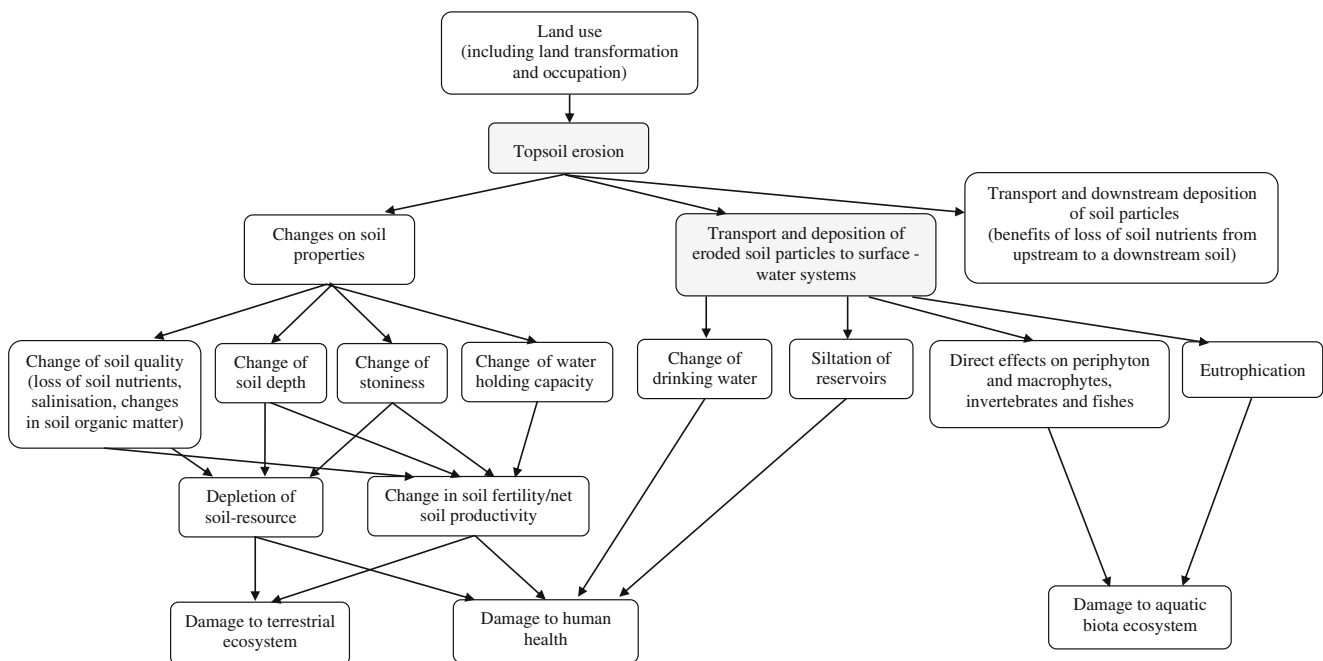 Land use
(including land transformation
and occupation)
Topsoil erosion
Transport and downstream deposition
of soil particles
(benefits of loss of soil nutrients from
upstream to a downstream soil)
Changes on soil
properties
Transport and deposition of
eroded soil particles to surface -
water systems
Change of soil quality
(loss of soil nutrients,
salinisation, changes
in soil organic matter)
Change of
soil depth
Change of
stoniness
Change of water
holding capacity
Change of
drinking water
Siltation of
reservoirs
Direct effects on periphyton
and macrophytes,
invertebrates and fishes
Eutrophication
Depletion of
soil-resource
Change in soil fertility/net
soil productivity
Damage to terrestrial
ecosystem
Damage to human
health
Damage to aquatic
biota ecosystem